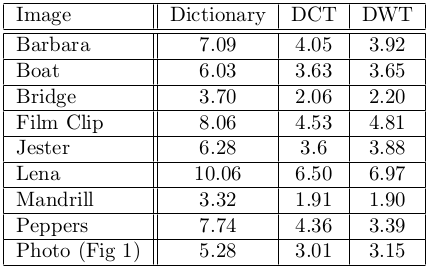 Image Dictionary DCT DWT
Barbara 7.09 4.05 3.92
Boat 6.03 3.63 3.65
Bridge 3.70 2.06 2.20
Film Clip 8.06 4.53 4.81
Jester 6.28 3.6 3.88
Lena 10.06 6.50 6.97
Mandrill 3.32 1.91 1.90
Peppers 7.74 4.36 3.39
Photo (Fig 1) 5.28 3.01 3.15